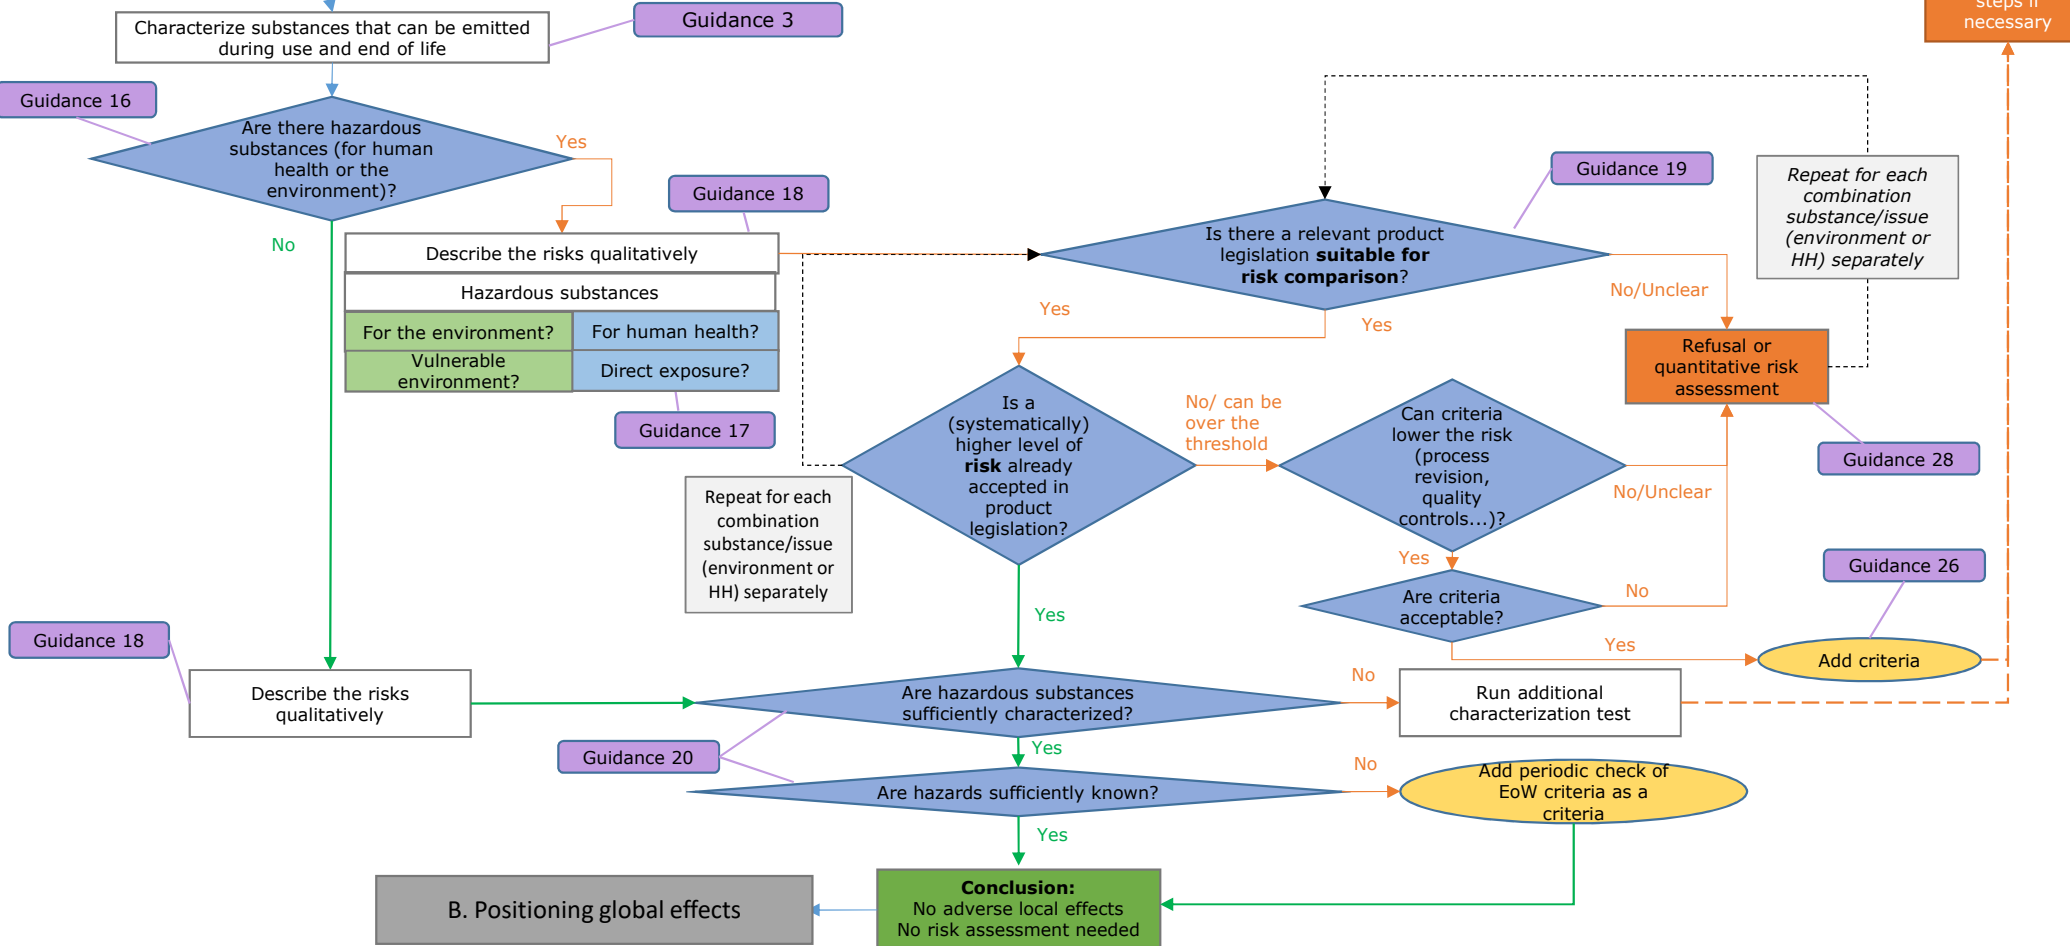 steps if
necessary
Guidance 3
Characterize substances that can be emitted
during use and end of life
Guidance 16
Are there hazardous
substances (for human
health or the
environment)?
Yes
No
Guidance 18
Describe the risks qualitatively
Hazardous substances
For the environment?
For human health?
Vulnerable
environment?
Direct exposure?
Guidance 17
Guidance 19
Is there a relevant product
legislation suitable for
risk comparison?
Repeat for each
combination
substance/issue
(environment or
HH) separately
No/Unclear
Yes
Yes
Refusal or
quantitative risk
assessment
Guidance 28
Is a
(systematically)
higher level of
risk already
accepted in
product
legislation?
No/ can be
over the
threshold
Can criteria
lower the risk
(process
revision,
quality
controls...)?
No/Unclear
Repeat for each
combination
substance/issue
(environment or
HH) separately
Yes
Are criteria
acceptable?
No
Yes
Guidance 26
Add criteria
Yes
Guidance 18
Describe the risks
qualitatively
Are hazardous substances
sufficiently characterized?
No
Run additional
characterization test
Yes
Guidance 20
Are hazards sufficiently known?
No
Add periodic check of
EoW criteria as a
criteria
Yes
Conclusion:
No adverse local effects
No risk assessment needed
B. Positioning global effects